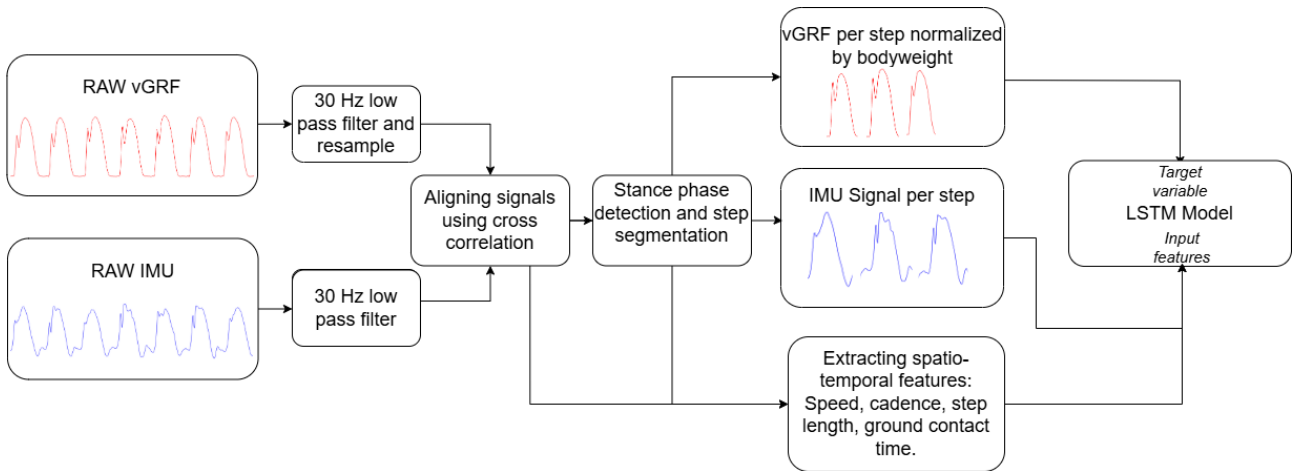 RAW vGRF
30 Hz low
pass filter and
resample
RAW IMU
30 Hz low
pass filter
Aligning signals
using cross
correlation
Stance phase
detection and step
segmentation
vGRF per step normalized
by bodyweight
IMU Signal per step
Extracting spatio-
temporal features:
Speed, cadence, step
length, ground contact
time.
Target
variable
LSTM Model
Input
features